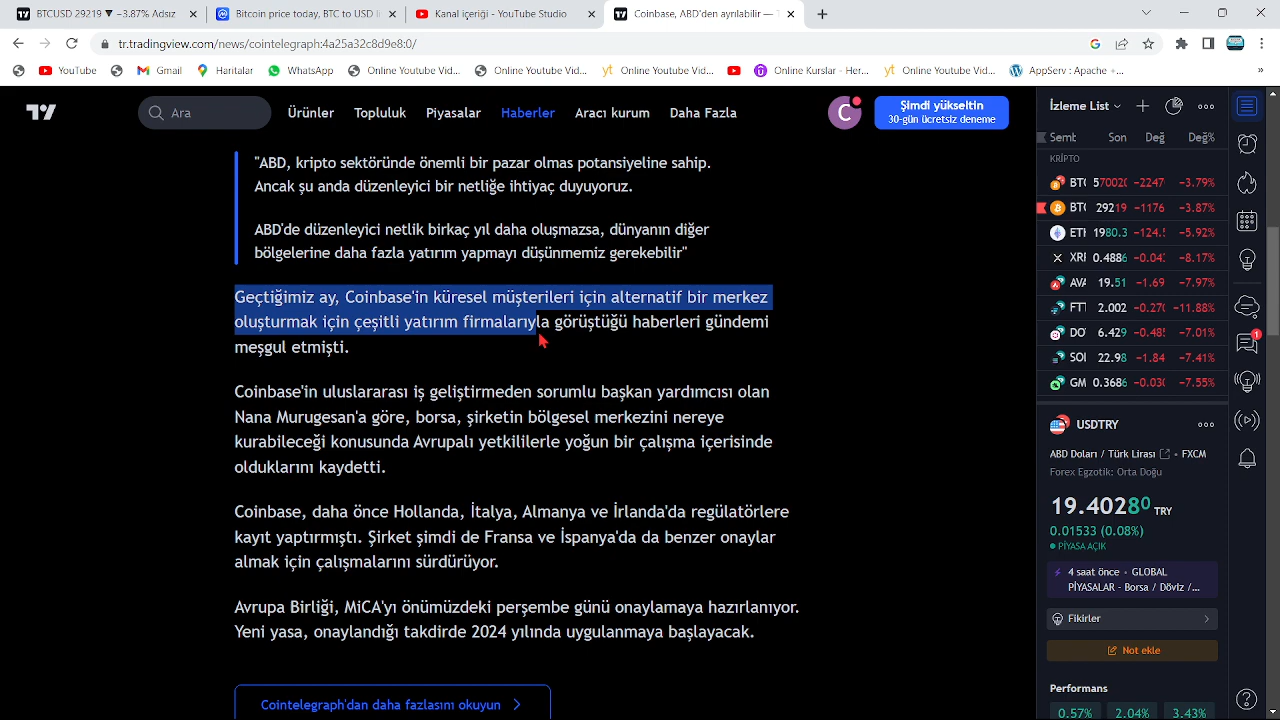 BTCUSD 29219 ▼ −3.87% Adsız
Bitcoin price today, BTC to USD li
Kanal içeriği - YouTube Studio
Coinbase, ABD'den ayrılabilir — T
tr.tradingview.com/news/cointelegraph:4a25a32c8d9e8:0/
YouTube
Gmail
Haritalar
WhatsApp
Online Youtube Vid...
Online Youtube Vid...
Online Youtube Vid...
Online Kurslar - Her...
Online Youtube Vid...
AppServ : Apache +...
»
Ara
Ürünler
Topluluk
Piyasalar
Haberler
Aracı kurum
Daha Fazla
C
Şimdi yükseltin
30-gün ücretsiz deneme
"ABD, kripto sektöründe önemli bir pazar olmas potansiyeline sahip.
Ancak şu anda düzenleyici bir netliğe ihtiyaç duyuyoruz.
ABD'de düzenleyici netlik birkaç yıl daha oluşmazsa, dünyanın diğer
bölgelerine daha fazla yatırım yapmayı düşünmemiz gerekebilir"
Geçtiğimiz ay, Coinbase'in küresel müşterileri için alternatif bir merkez
oluşturmak için çeşitli yatırım firmalarıyla görüştüğü haberleri gündemi
meşgul etmişti.
Coinbase'in uluslararası iş geliştirmeden sorumlu başkan yardımcısı olan
Nana Murugesan'a göre, borsa, şirketin bölgesel merkezini nereye
kurabileceği konusunda Avrupalı yetkililerle yoğun bir çalışma içerisinde
olduklarını kaydetti.
Coinbase, daha önce Hollanda, İtalya, Almanya ve İrlanda'da regülatörlere
kayıt yaptırmıştı. Şirket şimdi de Fransa ve İspanya'da da benzer onaylar
almak için çalışmalarını sürdürüyor.
Avrupa Birliği, MiCA'yı önümüzdeki perşembe günü onaylamaya hazırlanıyor.
Yeni yasa, onaylandığı takdirde 2024 yılında uygulanmaya başlayacak.
Cointelegraph'dan daha fazlasını okuyun
İzleme List
Semb Son Değ Değ%
KRİPTO
BTC 57002 -2247 -3.79%
BTC 29219 -1176 -3.87%
ETH 1980.3 -124. -5.92%
XRI 0.4886 -0.04 -8.17%
AVA 19.51 -1.69 -7.97%
FTT 2.002 -0.27 -11.88%
DO 6.429 -0.48 -7.01%
SOL 22.98 -1.84 -7.41%
GM 0.3686 -0.03 -7.55%
USDTRY
ABD Doları / Türk Lirası • FXCM
Forex Egzotik: Orta Doğu
19.40280 TRY
0.01533 (0.08%)
PİYASA AÇIK
4 saat önce • GLOBAL
PİYASALAR - Borsa / Döviz /...
Fikirler
Not ekle
Performans
0.57% 2.04% 3.43%
1